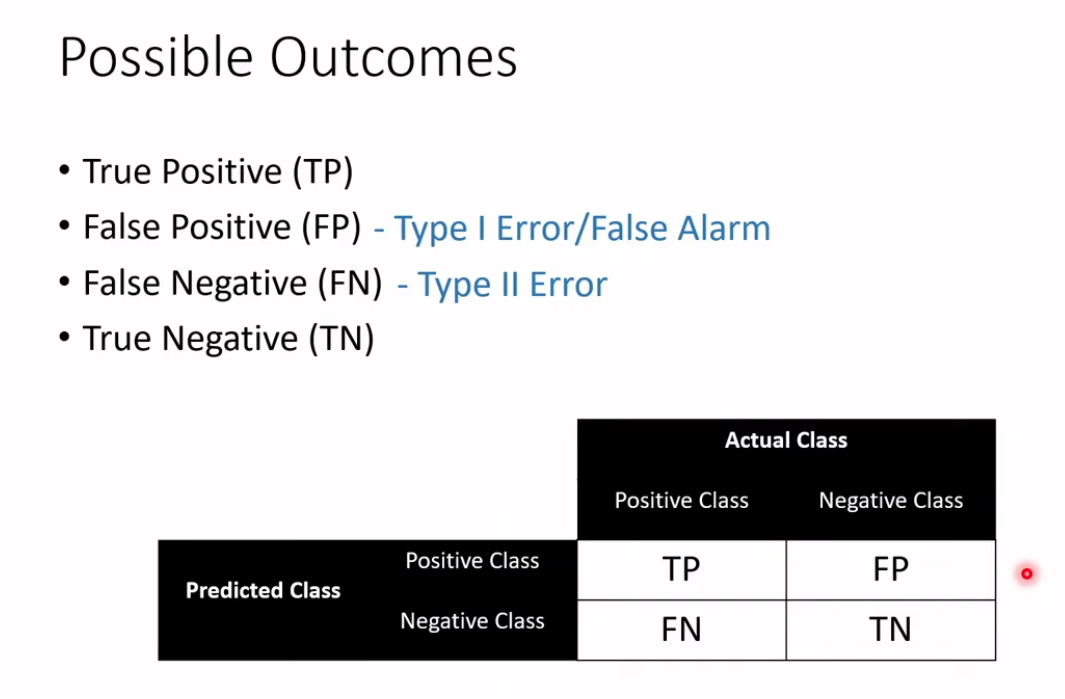 Possible Outcomes
• True Positive (TP)
• False Positive (FP) - Type I Error/False Alarm
• False Negative (FN) - Type II Error
• True Negative (TN)
Actual Class
Positive Class Negative Class
Predicted Class
Positive Class TP FP
Negative Class FN TN